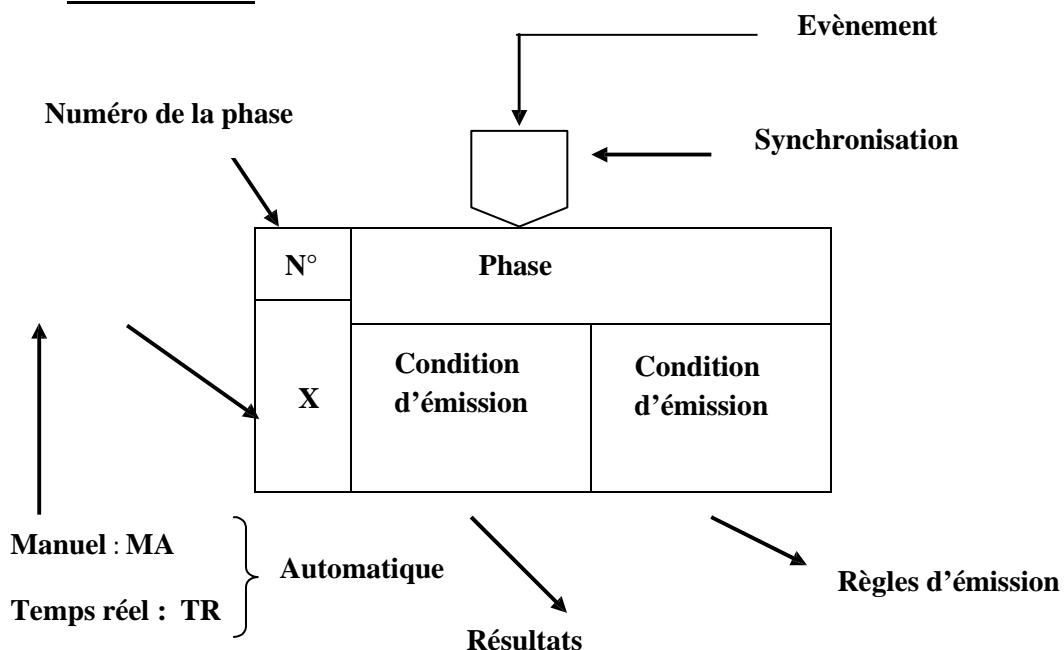 Evènement
Numéro de la phase
Synchronisation
N°
Phase
Condition
d’émission
Condition
d’émission
X
Manuel : MA
Automatique
Temps réel : TR
Règles d’émission
Résultats